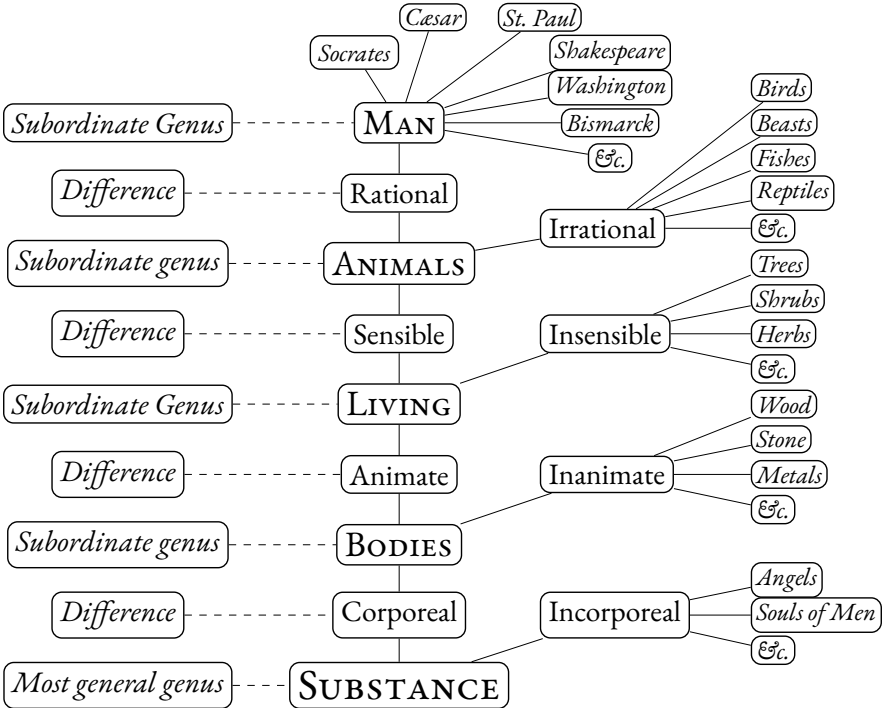 Cæsar
St. Paul
Socrates
Shakespeare
Washington
Birds
Subordinate Genus
MAN
Bismarck
Beasts
&c.
Fishes
Difference
Rational
Reptiles
Irrational
&c.
Subordinate genus
ANIMALS
Trees
Shrubs
Difference
Sensible
Insensible
Herbs
&c.
Subordinate Genus
LIVING
Wood
Stone
Difference
Animate
Inanimate
Metals
&c.
Subordinate genus
BODIES
Angels
Difference
Corporeal
Incorporeal
Souls of Men
&c.
Most general genus
SUBSTANCE